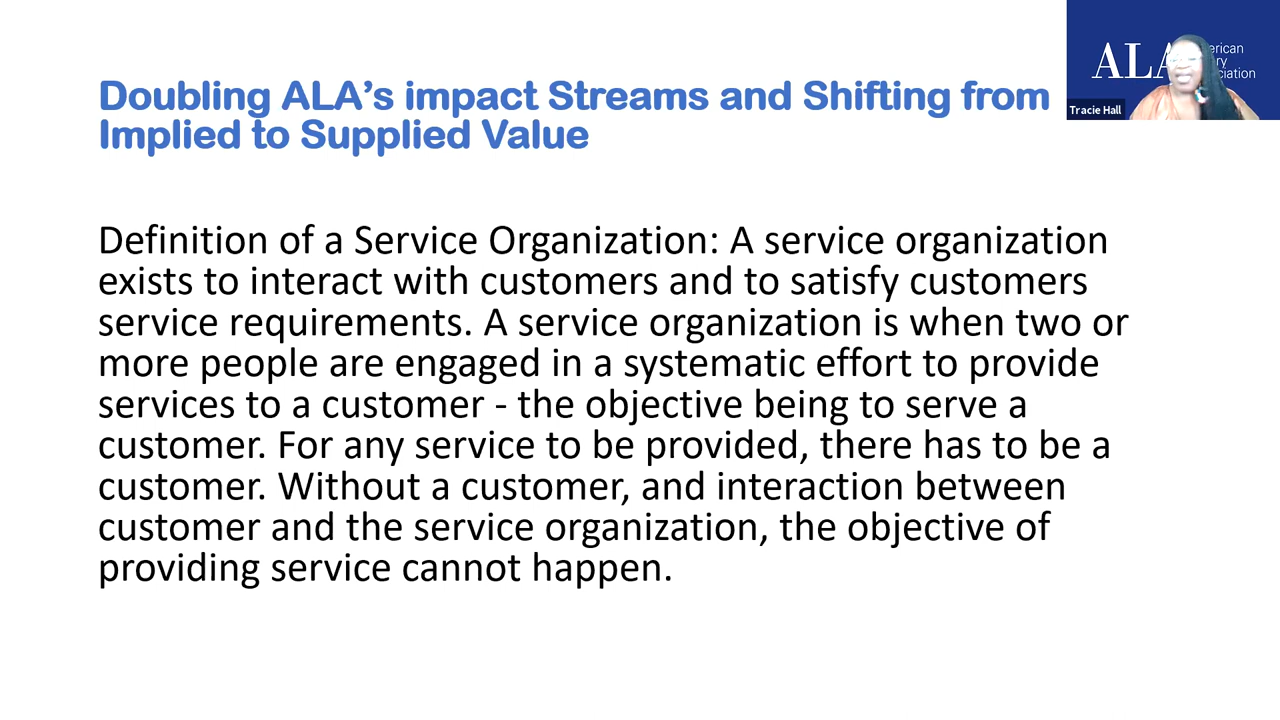 Doubling ALA's impact Streams and Shifting from
Implied to Supplied Value
Definition of a Service Organization: A service organization
exists to interact with customers and to satisfy customers
service requirements. A service organization is when two or
more people are engaged in a systematic effort to provide
services to a customer - the objective being to serve a
customer. For any service to be provided, there has to be a
customer. Without a customer, and interaction between
customer and the service organization, the objective of
providing service cannot happen.
ALA
Tracie Hall